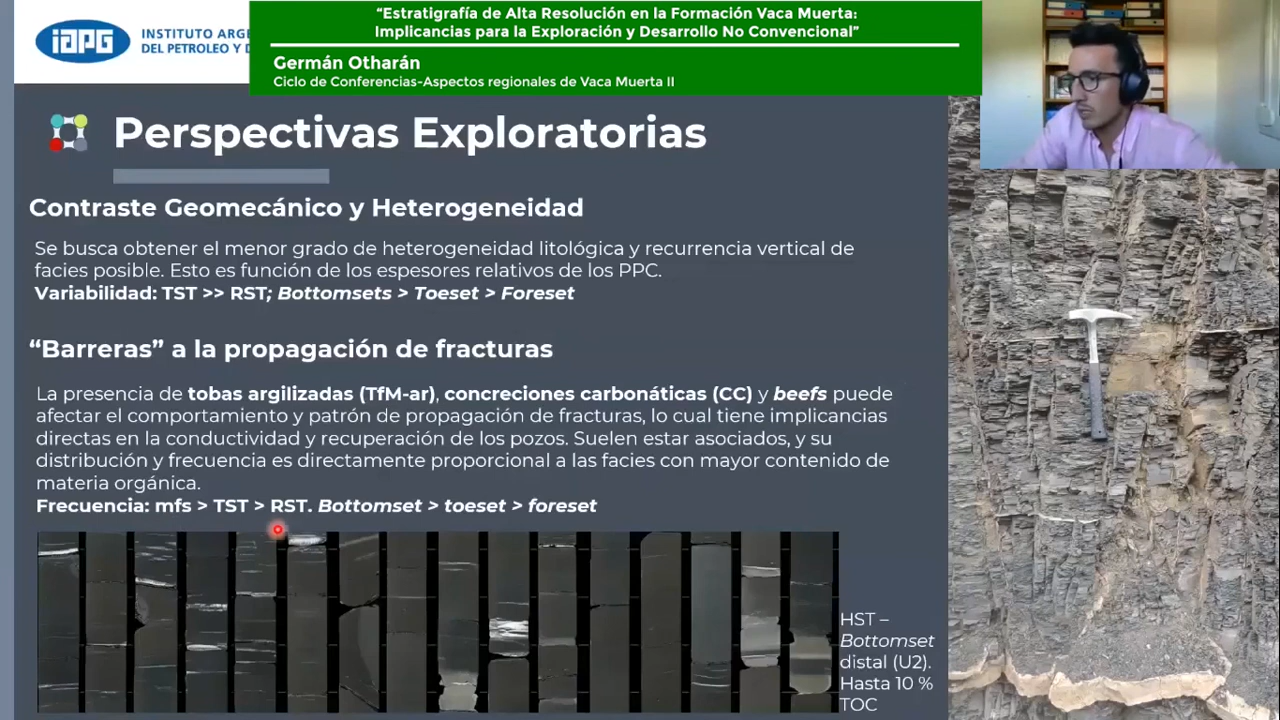 iapg
INSTITUTO ARGE
DEL PETROLEO Y D
“Estratigrafía de Alta Resolución en la Formación Vaca Muerta:
Implicancias para la Exploración y Desarrollo No Convencional”
Germán Otharán
Ciclo de Conferencias-Aspectos regionales de Vaca Muerta II
Perspectivas Exploratorias
Contraste Geomecánico y Heterogeneidad
Se busca obtener el menor grado de heterogeneidad litológica y recurrencia vertical de
facies posible. Esto es función de los espesores relativos de los PPC.
Variabilidad: TST >> RST; Bottomsets > Toeset > Foreset
“Barreras” a la propagación de fracturas
La presencia de tobas argilizadas (TfM-ar), concreciones carbonáticas (CC) y beefs puede
afectar el comportamiento y patrón de propagación de fracturas, lo cual tiene implicancias
directas en la conductividad y recuperación de los pozos. Suelen estar asociados, y su
distribución y frecuencia es directamente proporcional a las facies con mayor contenido de
materia orgánica.
Frecuencia: mfs > TST > RST. Bottomset > toeset > foreset
HST –
Bottomset
distal (U2).
Hasta 10 %
TOC